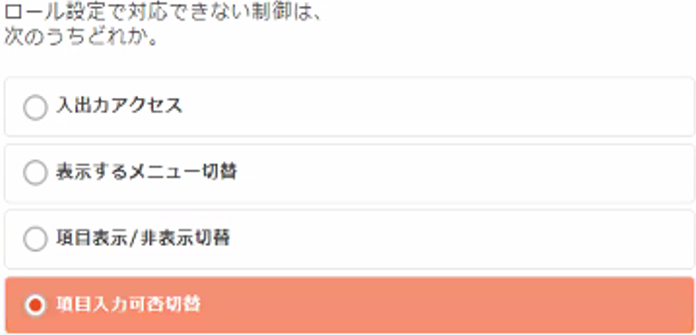 ロール設定で対応できない制御は、
次のうちどれか。
入出力アクセス
表示するメニュー切替
項目表示/非表示切替
項目入力可否切替